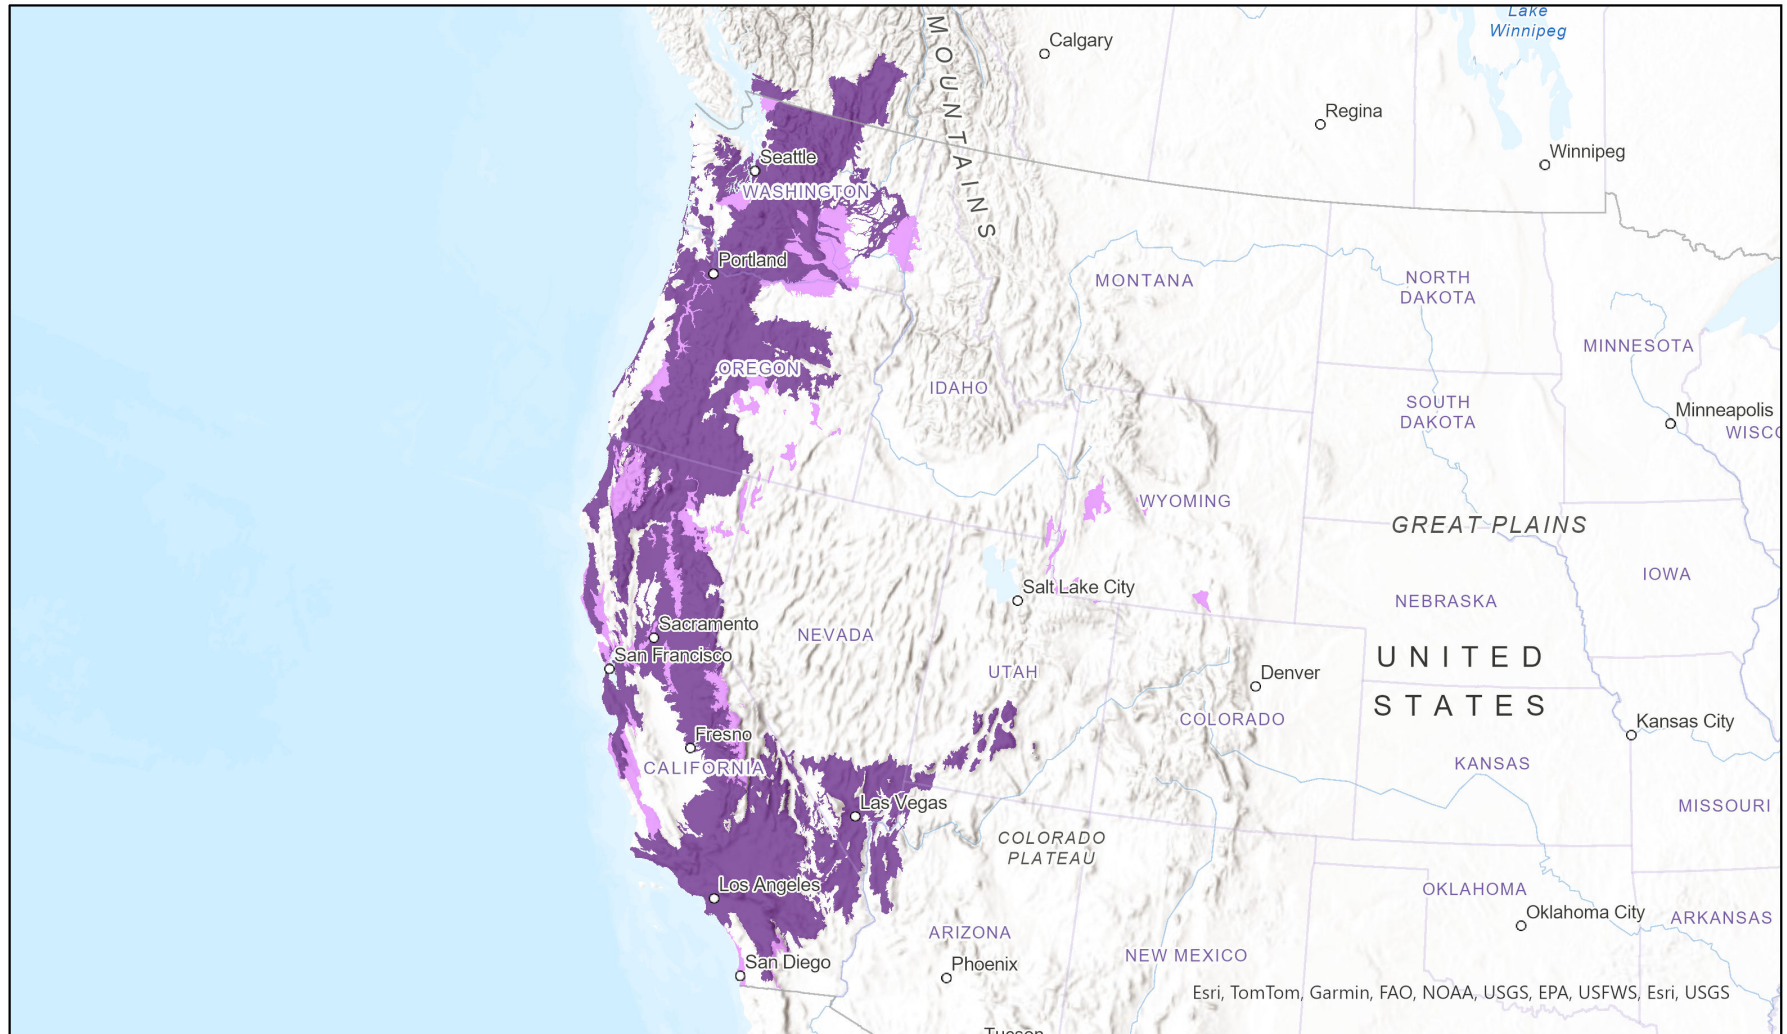 Lake
Winnipeg
Calgary
MOUNTAINS
Regina
Winnipeg
Seattle
WASHINGTON
Portland
MONTANA
NORTH
DAKOTA
MINNESOTA
OREGON
IDAHO
SOUTH
DAKOTA
Minneapolis
WISCO
WYOMING
GREAT PLAINS
IOWA
Salt Lake City
NEBRASKA
Sacramento
NEVADA
San Francisco
UTAH
UNITED
STATES
Denver
COLORADO
Kansas City
Fresno
CALIFORNIA
KANSAS
Las Vegas
MISSOURI
COLORADO
PLATEAU
Los Angeles
OKLAHOMA
Oklahoma City
ARKANSAS
ARIZONA
NEW MEXICO
San Diego
Phoenix
Esri, TomTom, Garmin, FAO, NOAA, USGS, EPA, USFWS, Esri, USGS
Tucson